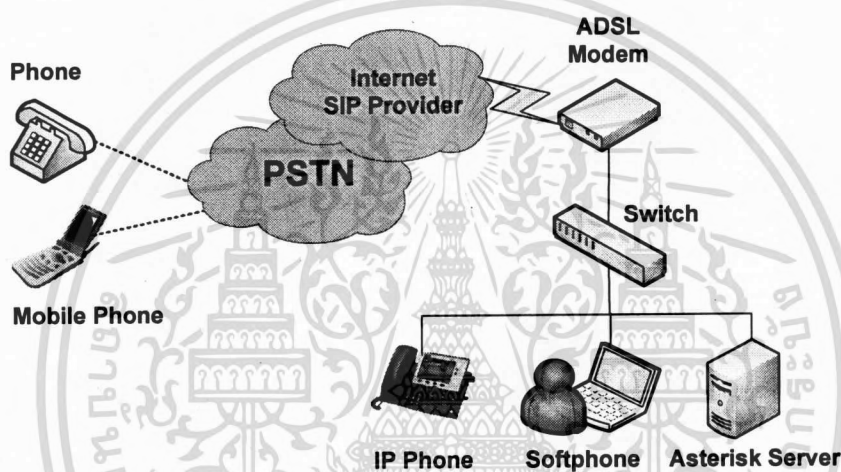 Phone
Internet
SIP Provider
ADSL
Modem
PSTN
Switch
Mobile Phone
IP Phone
Softphone
Asterisk Server